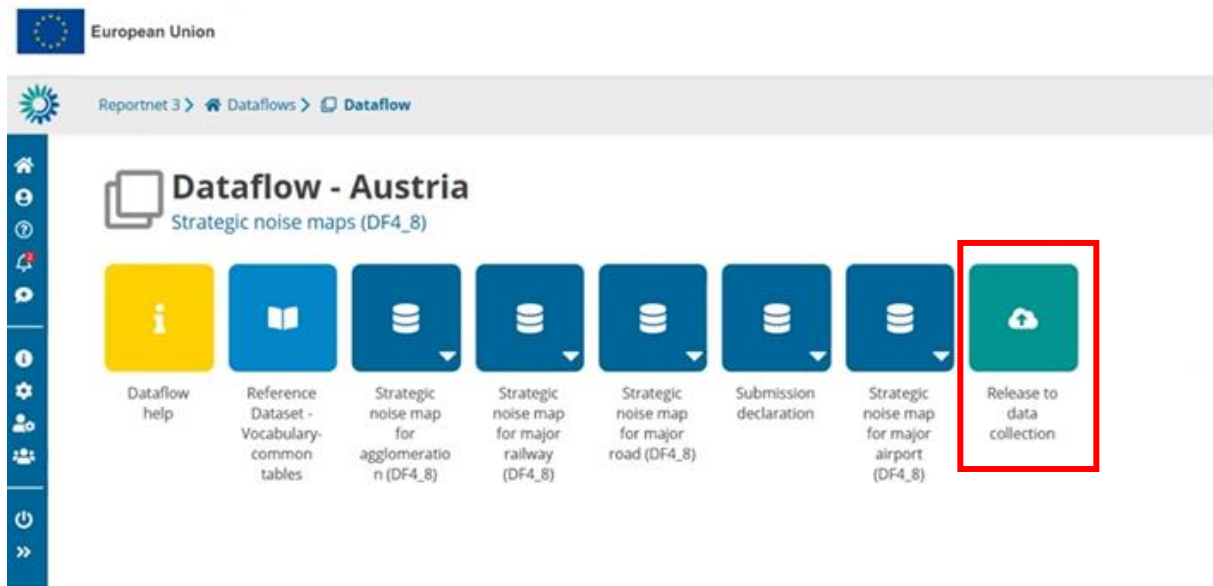 European Union
Reportnet 3 > Dataflows > Dataflow
Dataflow - Austria
Strategic noise maps (DF4_8)
Dataflow
help
Reference
Dataset -
Vocabulary-
common
tables
Strategic
noise map
for
agglomeratio
n (DF4_8)
Strategic
noise map
for major
railway
(DF4_8)
Strategic
noise map
for major
road (DF4_8)
Submission
declaration
Strategic
noise map
for major
airport
(DF4_8)
Release to
data
collection